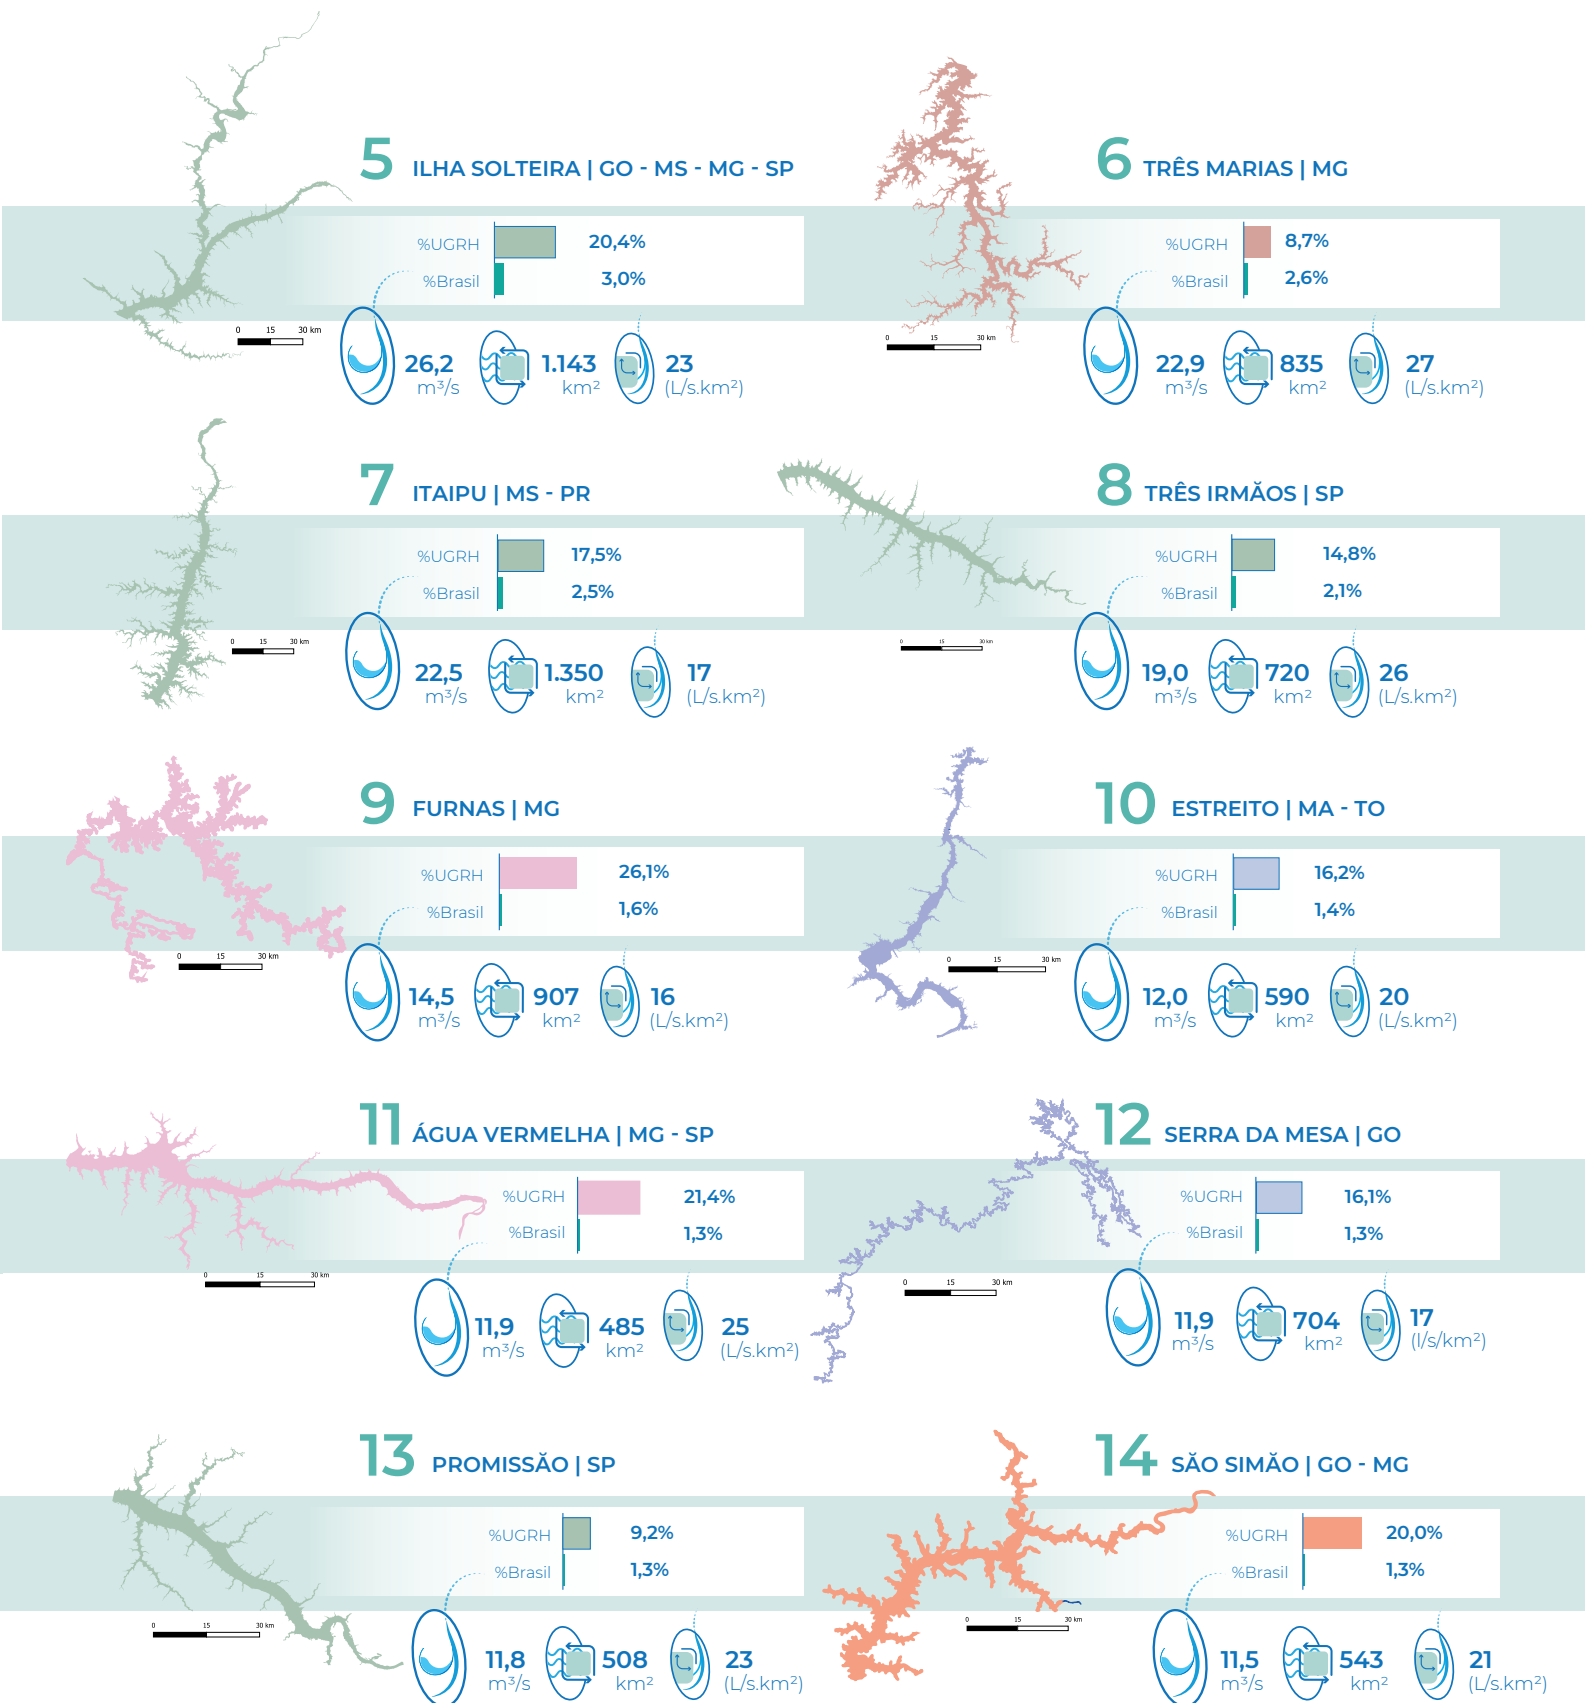 5 ILHA SOLTEIRA | GO - MS - MG - SP
%UGRH 20,4%
%Brasil 3,0%
0 15 30 km
26,2 m³/s
1.143 km²
23 (L/s.km²)
6 TRÊS MARIAS | MG
%UGRH 8,7%
%Brasil 2,6%
0 15 30 km
22,9 m³/s
835 km²
27 (L/s.km²)
7 ITAIPU | MS - PR
%UGRH 17,5%
%Brasil 2,5%
0 15 30 km
22,5 m³/s
1.350 km²
17 (L/s.km²)
8 TRÊS IRMÃOS | SP
%UGRH 14,8%
%Brasil 2,1%
0 15 30 km
19,0 m³/s
720 km²
26 (L/s.km²)
9 FURNAS | MG
%UGRH 26,1%
%Brasil 1,6%
0 15 30 km
14,5 m³/s
907 km²
16 (L/s.km²)
10 ESTREITO | MA - TO
%UGRH 16,2%
%Brasil 1,4%
0 15 30 km
12,0 m³/s
590 km²
20 (L/s.km²)
11 ÁGUA VERMELHA | MG - SP
%UGRH 21,4%
%Brasil 1,3%
0 15 30 km
11,9 m³/s
485 km²
25 (L/s.km²)
12 SERRA DA MESA | GO
%UGRH 16,1%
%Brasil 1,3%
0 15 30 km
11,9 m³/s
704 km²
17 (l/s/km²)
13 PROMISSÃO | SP
%UGRH 9,2%
%Brasil 1,3%
0 15 30 km
11,8 m³/s
508 km²
23 (L/s.km²)
14 SÃO SIMÃO | GO - MG
%UGRH 20,0%
%Brasil 1,3%
0 15 30 km
11,5 m³/s
543 km²
21 (L/s.km²)